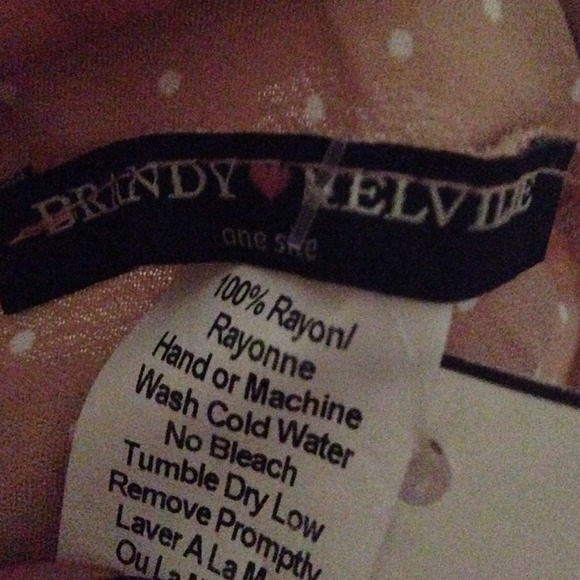 BRANDY MELVILLE
one size
100% Rayon/
Rayonne
Hand or Machine
Wash Cold Water
No Bleach
Tumble Dry Low
Remove Promptly
Laver A La
Ou La